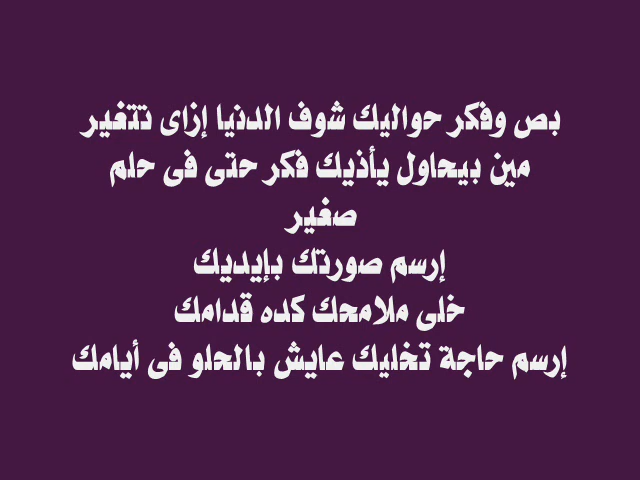 بص وفكر حواليك شوف الدنيا إزاى تتغير
مين بيحاول يأذيك فكر حتى فى حلم
صغير
إرسم صورتك بإيديك
خلى ملامحك كده قدامك
إرسم حاجة تخليك عايش بالحلو فى أيامك